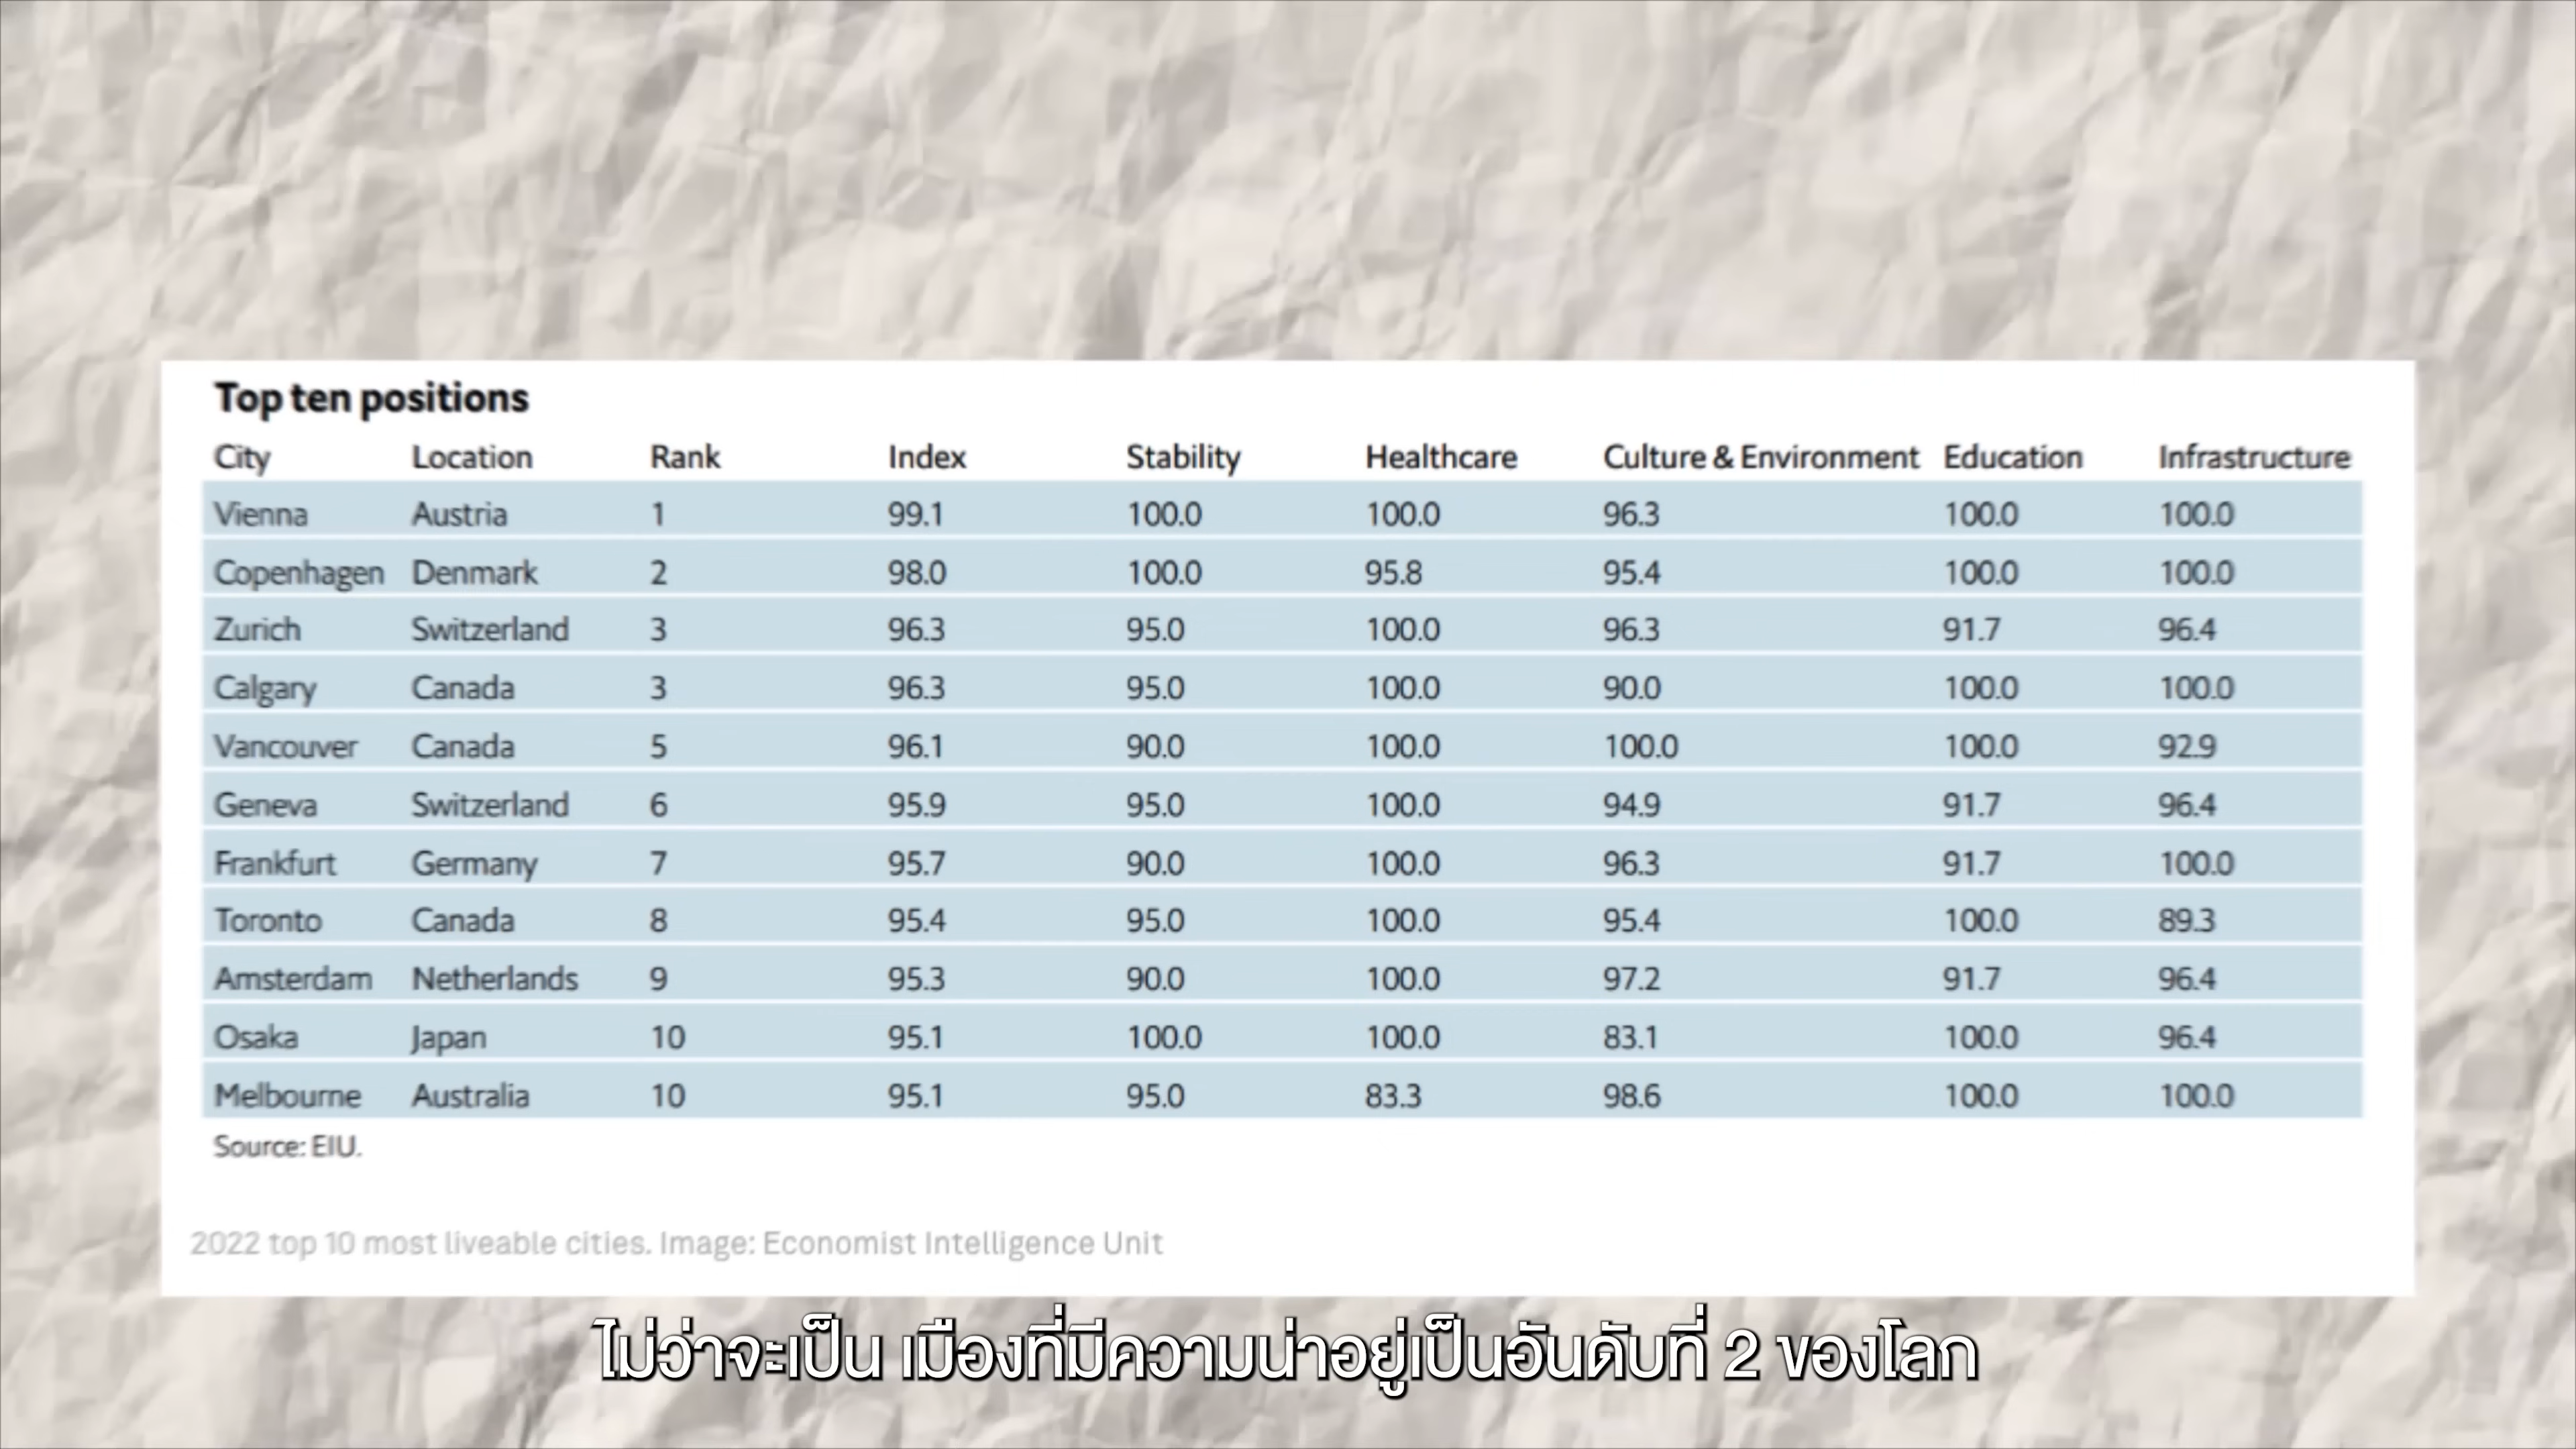 Top ten positions
City Location Rank Index Stability Healthcare Culture & Environment Education Infrastructure
Vienna Austria 1 99.1 100.0 100.0 96.3 100.0 100.0
Copenhagen Denmark 2 98.0 100.0 95.8 95.4 100.0 100.0
Zurich Switzerland 3 96.3 95.0 100.0 96.3 91.7 96.4
Calgary Canada 3 96.3 95.0 100.0 90.0 100.0 100.0
Vancouver Canada 5 96.1 90.0 100.0 100.0 100.0 92.9
Geneva Switzerland 6 95.9 95.0 100.0 94.9 91.7 96.4
Frankfurt Germany 7 95.7 90.0 100.0 96.3 91.7 100.0
Toronto Canada 8 95.4 95.0 100.0 95.4 100.0 89.3
Amsterdam Netherlands 9 95.3 90.0 100.0 97.2 91.7 96.4
Osaka Japan 10 95.1 100.0 100.0 83.1 100.0 96.4
Melbourne Australia 10 95.1 95.0 83.3 98.6 100.0 100.0
Source: EIU.
2022 top 10 most liveable cities. Image: Economist Intelligence Unit
ไม่ว่าจะเป็น เมืองที่มีความน่าอยู่เป็นอันดับที่ 2 ของโลก